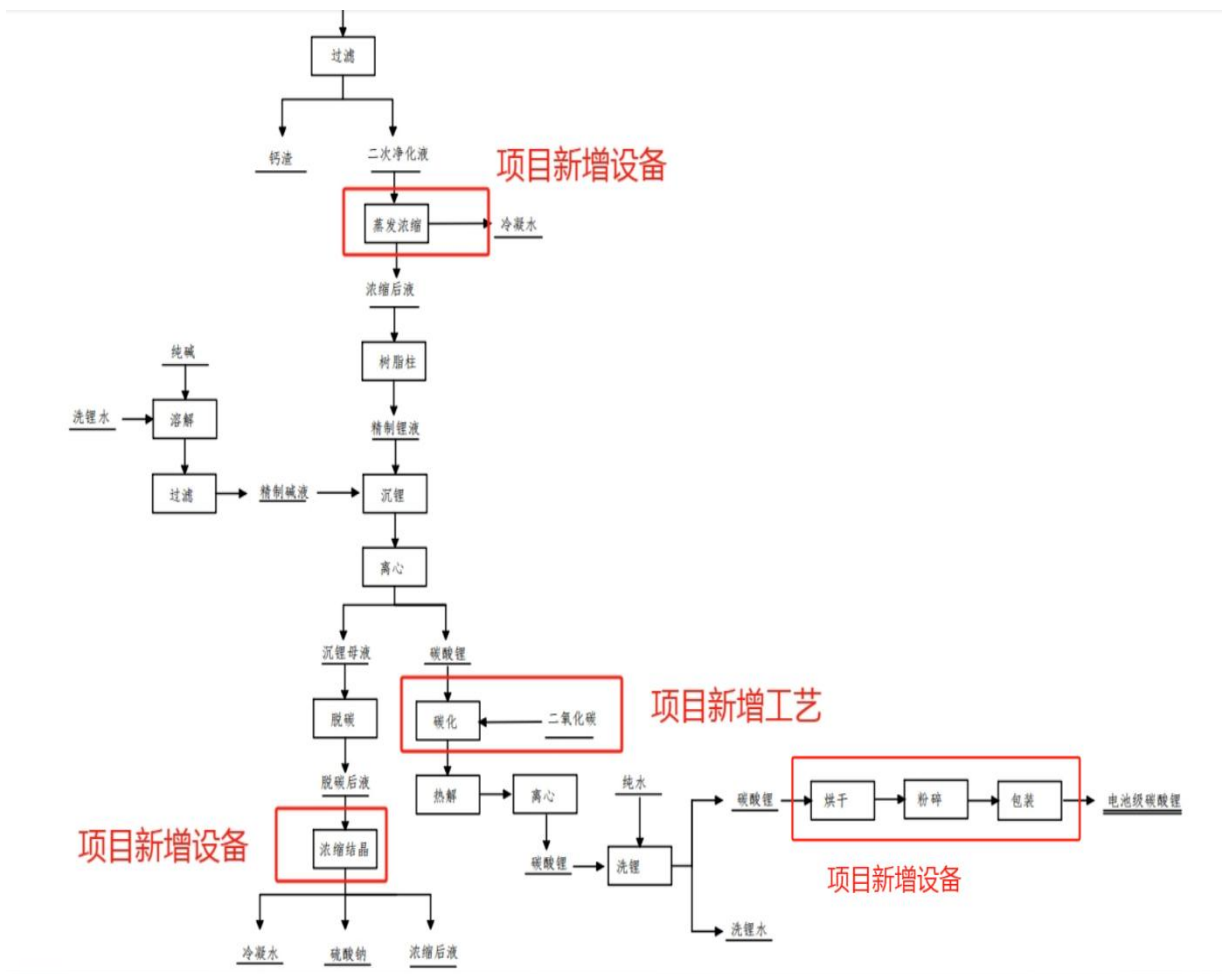 过滤
钙渣
二次净化液
项目新增设备
蒸发浓缩
冷凝水
浓缩后液
树脂柱
纯碱
洗锂水
溶解
精制锂液
过滤
精制碱液
沉锂
离心
沉锂母液
碳酸锂
脱碳
碳化
二氧化碳
项目新增工艺
脱碳后液
热解
离心
纯水
碳酸锂
烘干
粉碎
包装
电池级碳酸锂
项目新增设备
浓缩结晶
碳酸锂
洗锂
项目新增设备
洗锂水
冷凝水
硫酸钠
浓缩后液